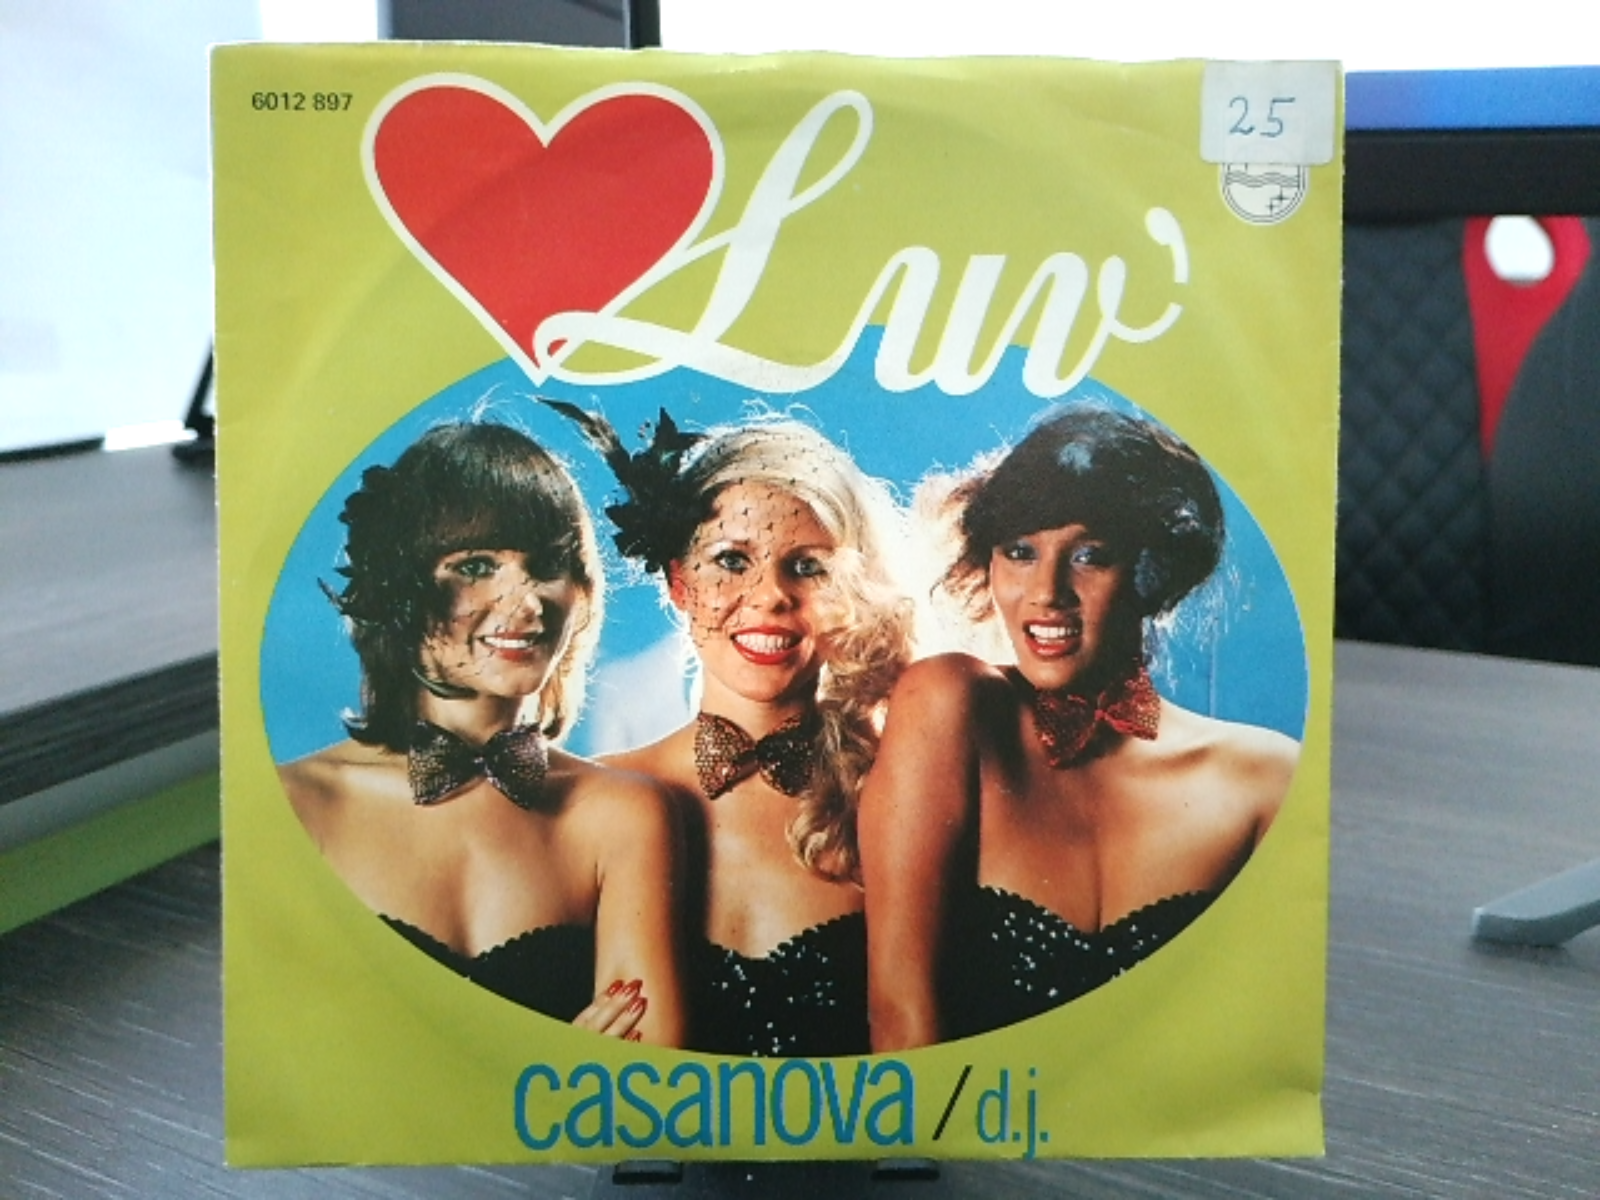 6012 897
Luv'
25
casanova / d.j.